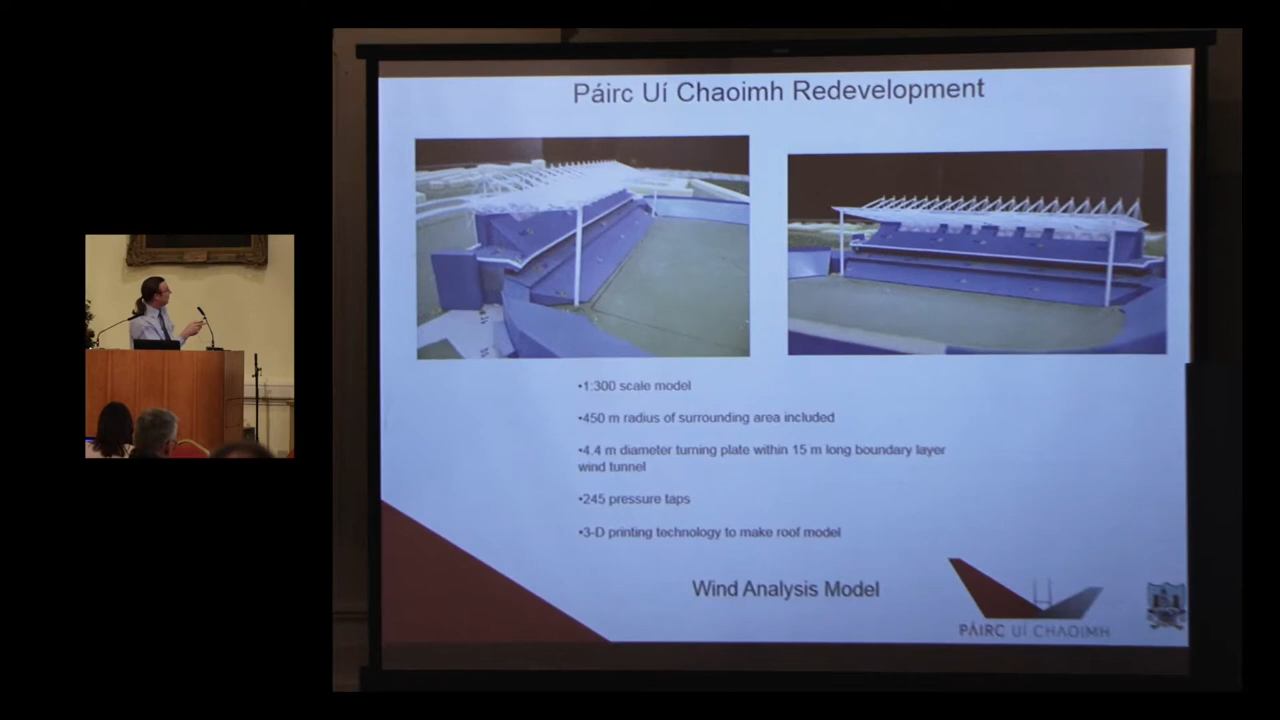 Páirc Uí Chaoimh Redevelopment
•1:300 scale model
•450 m radius of surrounding area included
•4.4 m diameter turning plate within 15 m long boundary layer
wind tunnel
•245 pressure taps
•3-D printing technology to make roof model
Wind Analysis Model
PÁIRC UÍ CHAOIMH